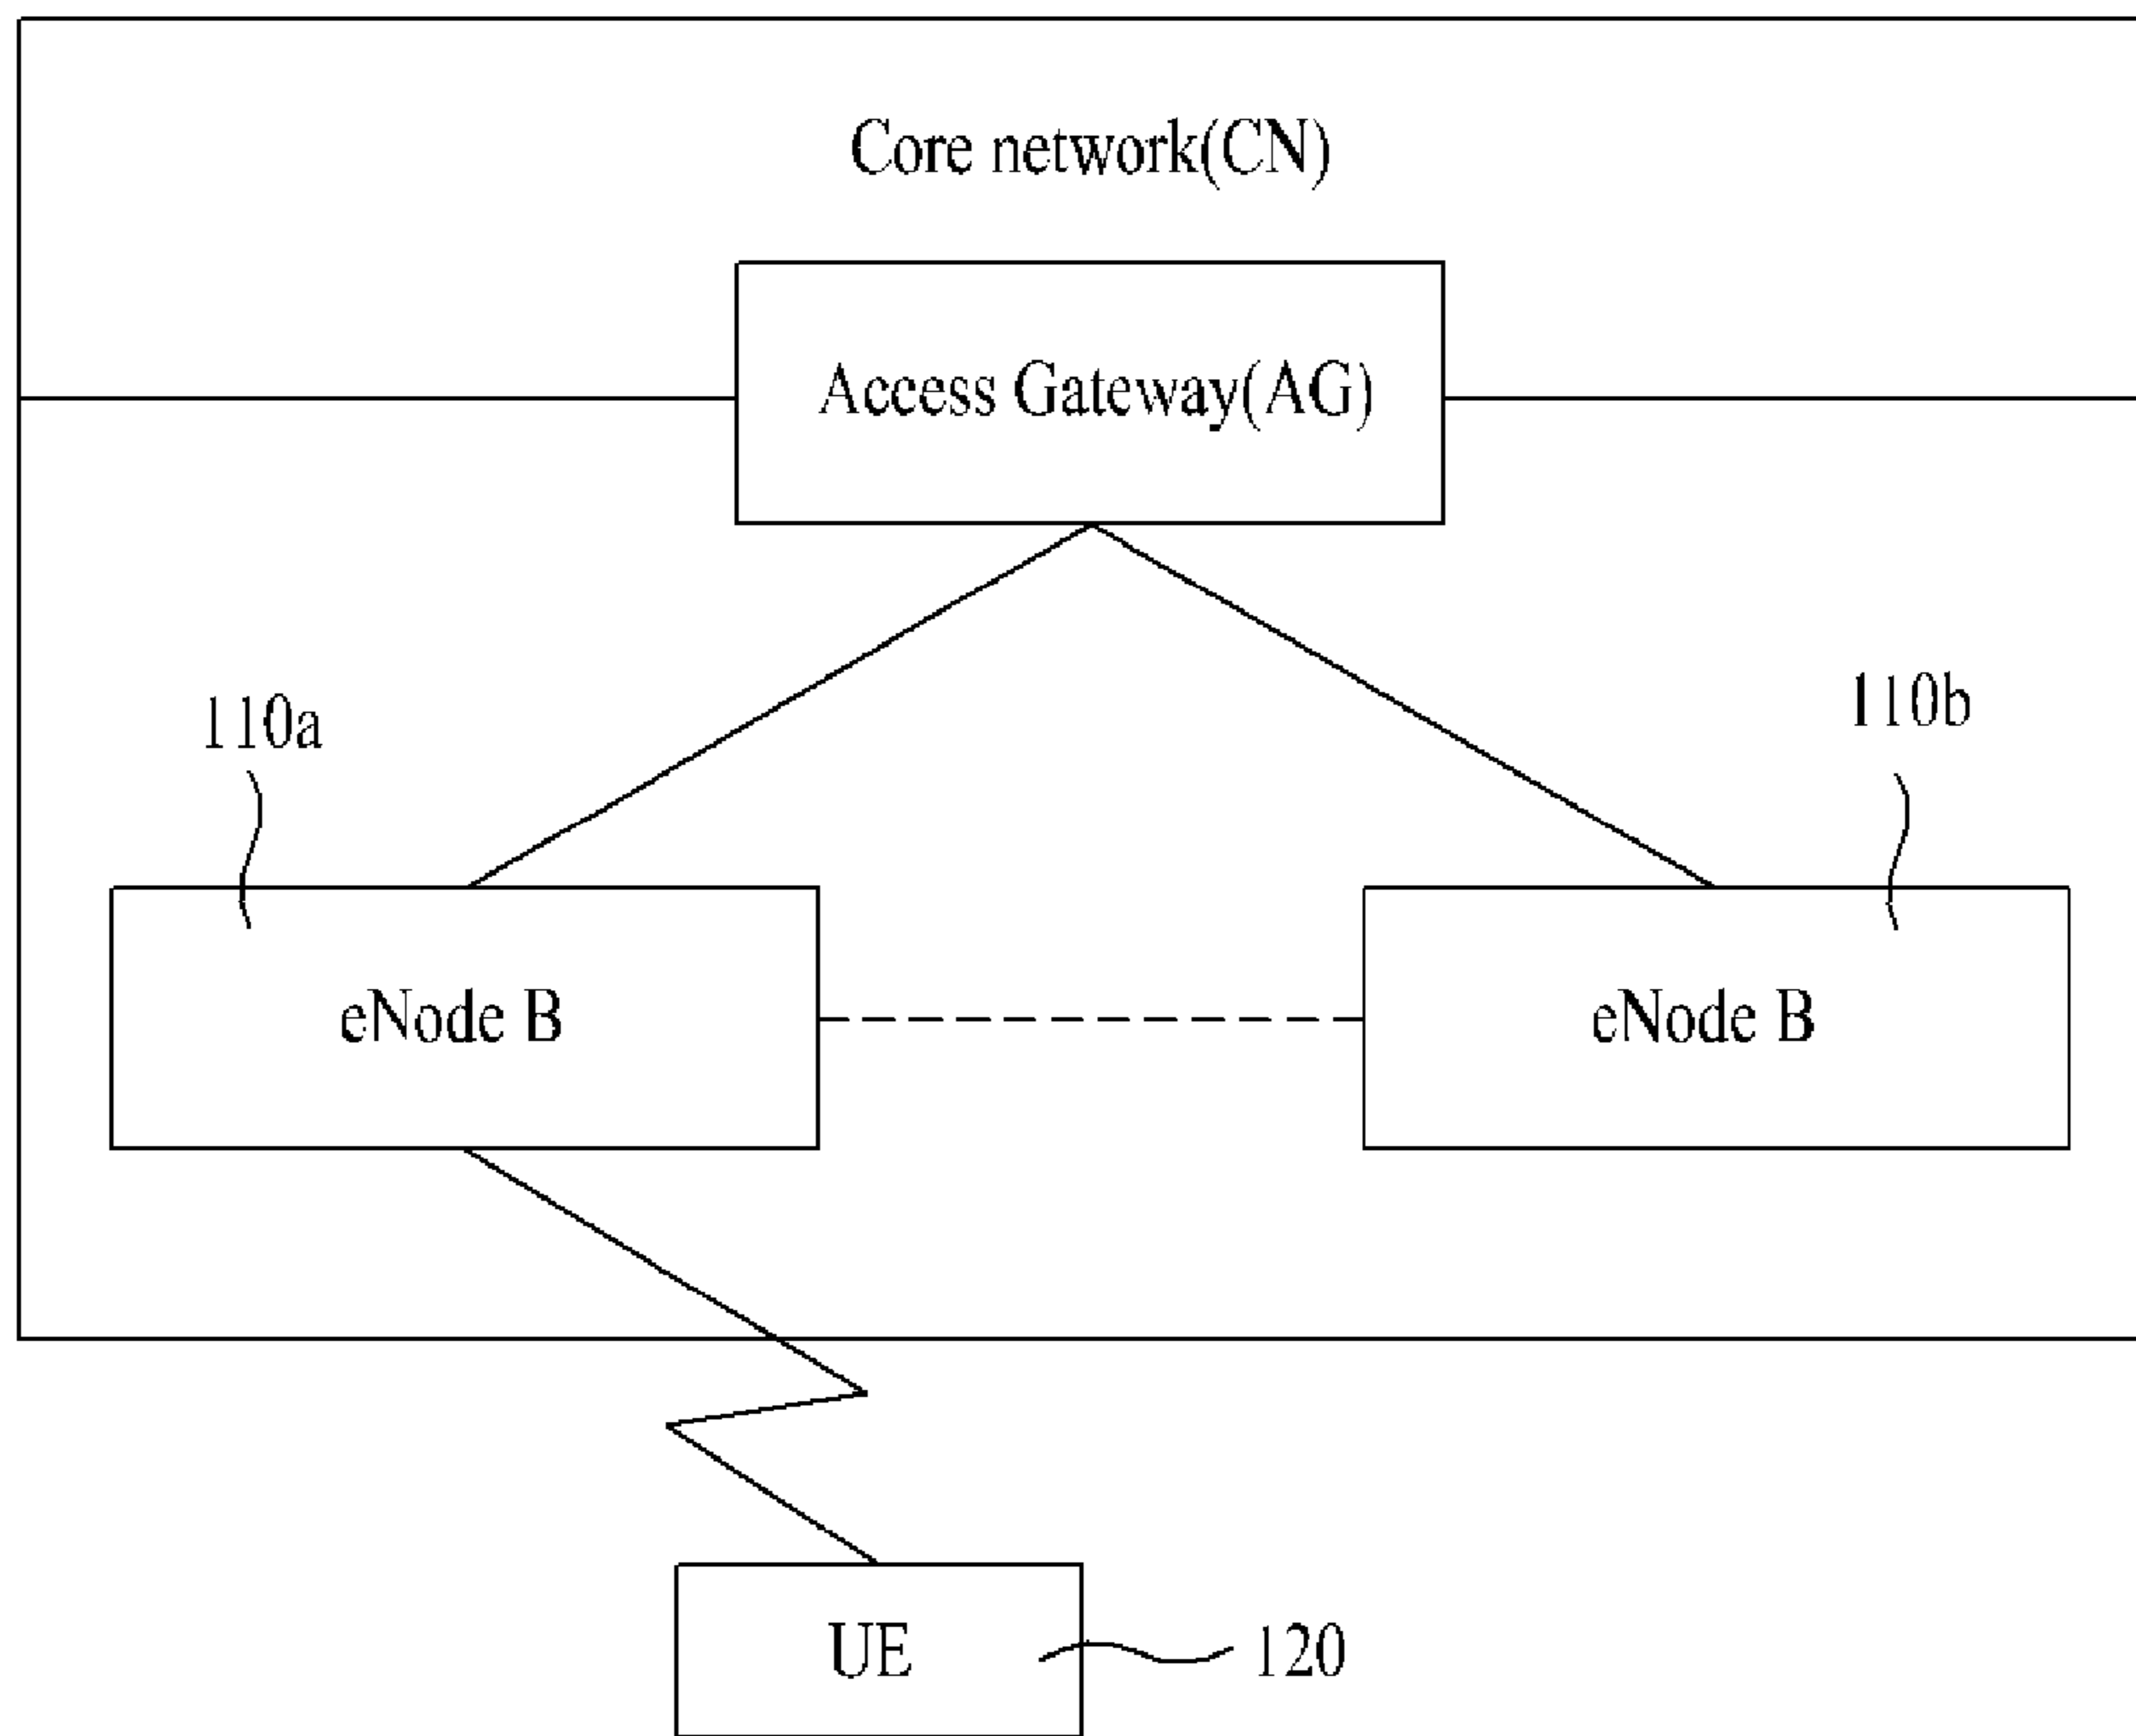 Core network(CN)
Access Gateway(AG)
110a
110b
eNode B
eNode B
UE
120